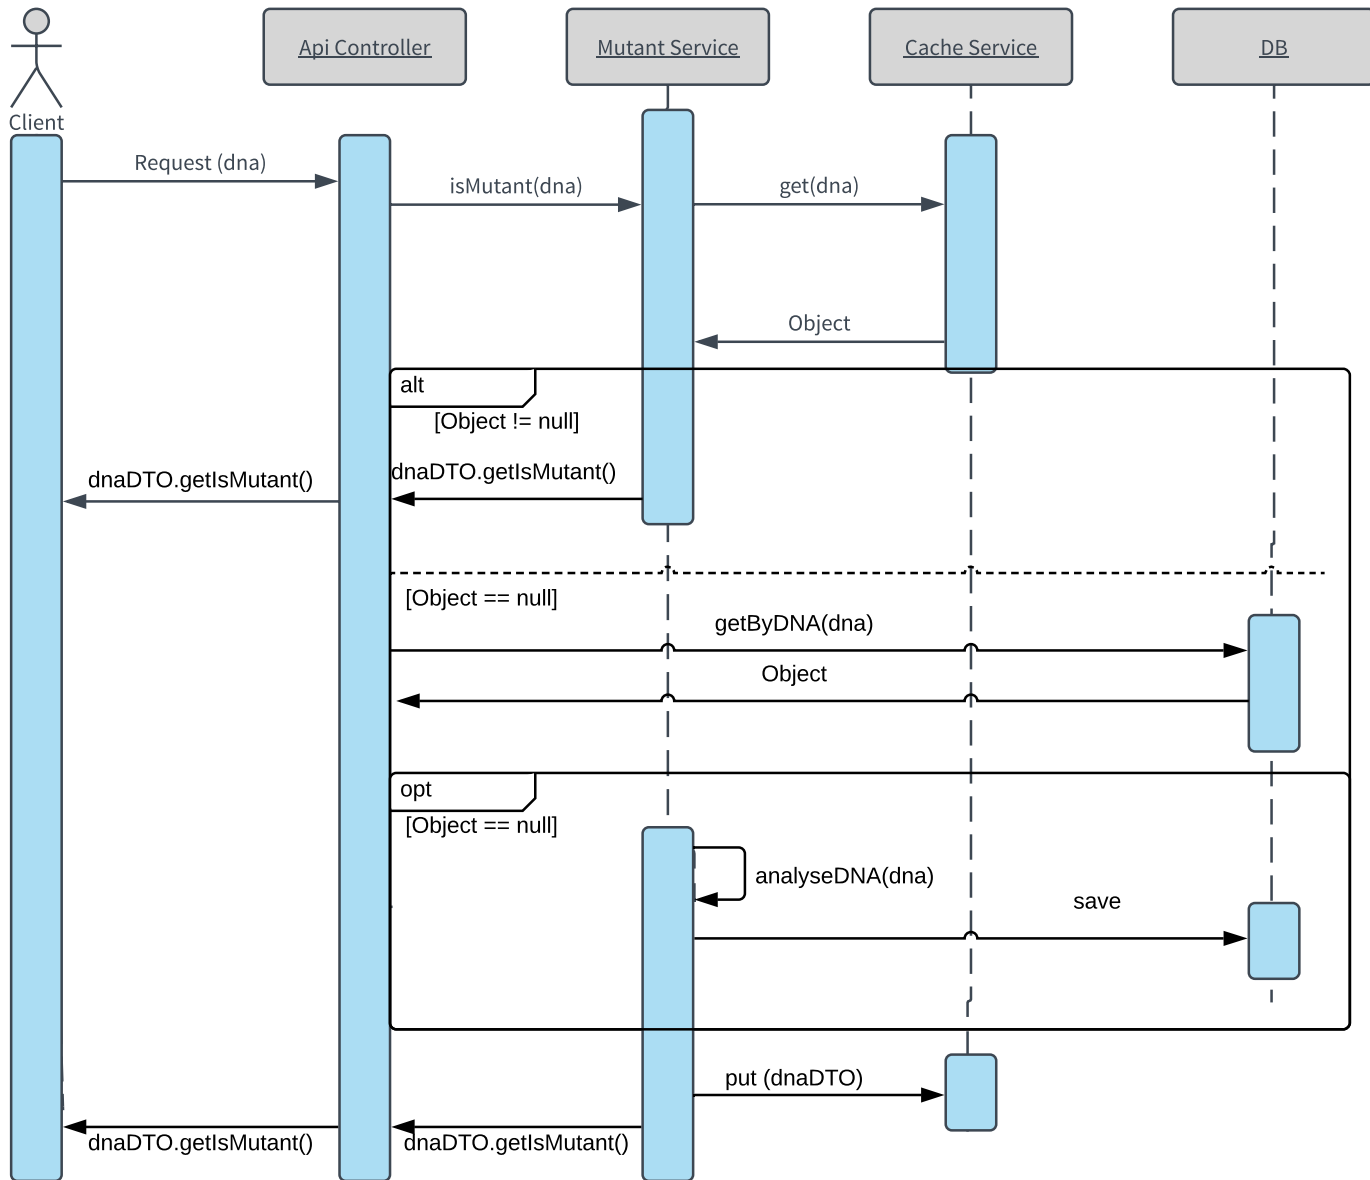 Api Controller
Mutant Service
Cache Service
DB
Client
Request (dna)
isMutant(dna)
get(dna)
Object
alt
[Object != null]
dnaDTO.getIsMutant()
dnaDTO.getIsMutant()
[Object == null]
getByDNA(dna)
Object
opt
[Object == null]
analyseDNA(dna)
save
put (dnaDTO)
dnaDTO.getIsMutant()
dnaDTO.getIsMutant()